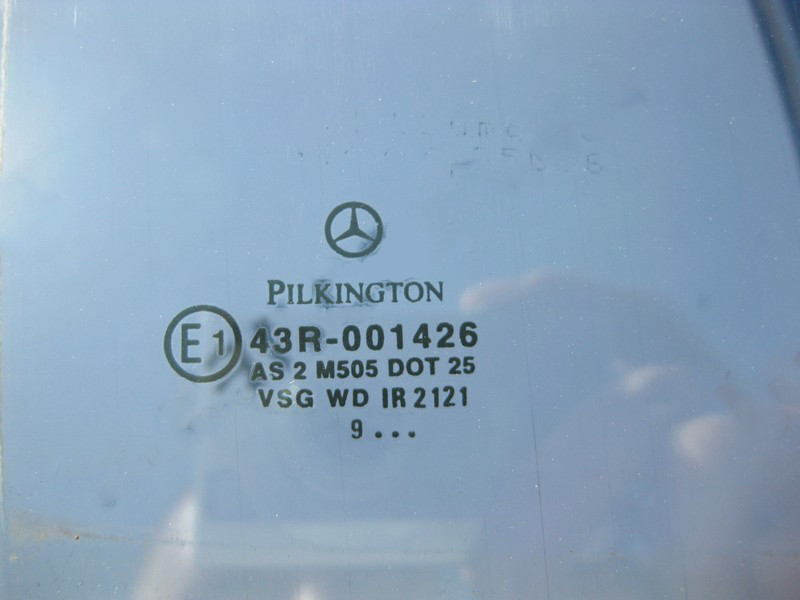 PILKINGTON
E1 43R-001426
AS 2 M505 DOT 25
VSG WD IR 2121
9...